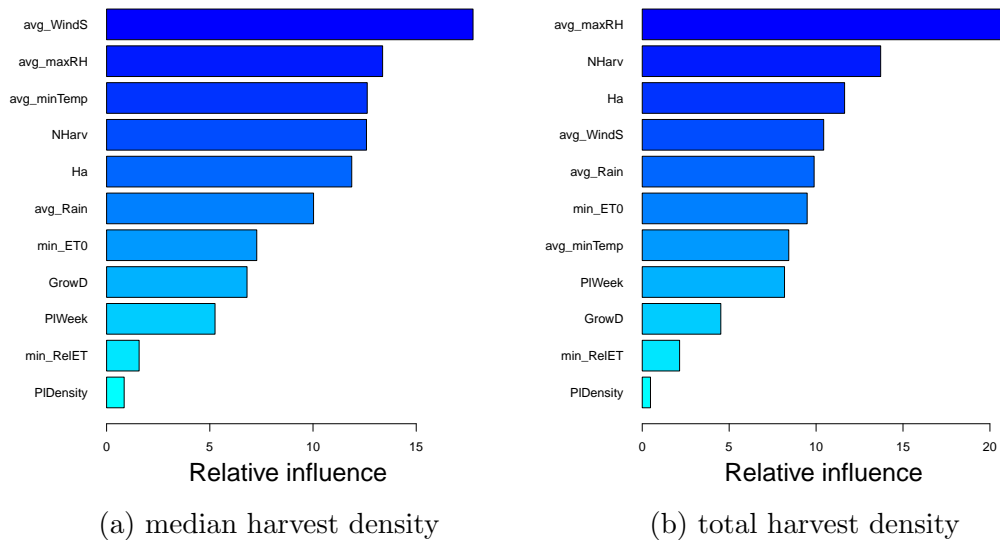 avg_WindS
avg_maxRH
avg_minTemp
NHarv
Ha
avg_Rain
min_ET0
GrowD
PlWeek
min_RelET
PlDensity
0 5 10 15
Relative influence
(a) median harvest density
avg_maxRH
NHarv
Ha
avg_WindS
avg_Rain
min_ET0
avg_minTemp
PlWeek
GrowD
min_RelET
PlDensity
0 5 10 15 20
Relative influence
(b) total harvest density